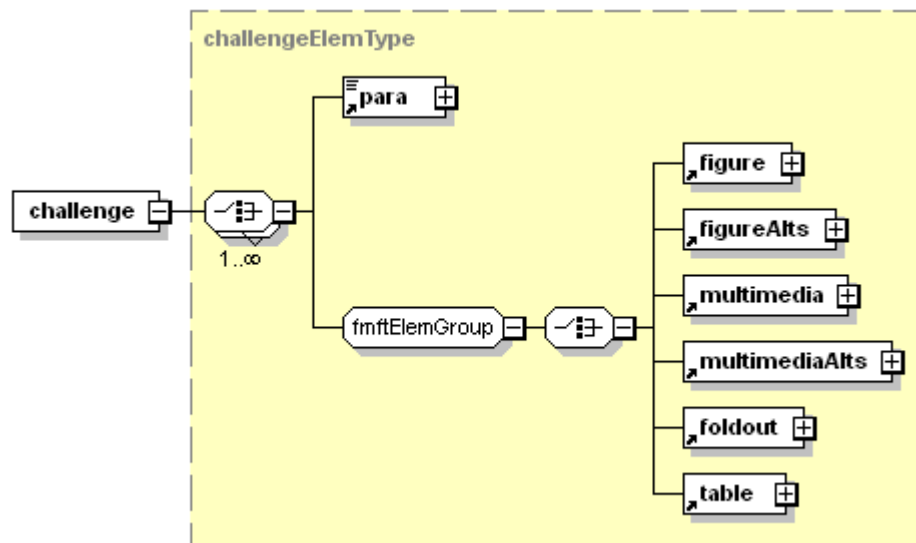 challengeElemType
para
challenge
1..∞
fmftElemGroup
figure
figureAlts
multimedia
multimediaAlts
foldout
table